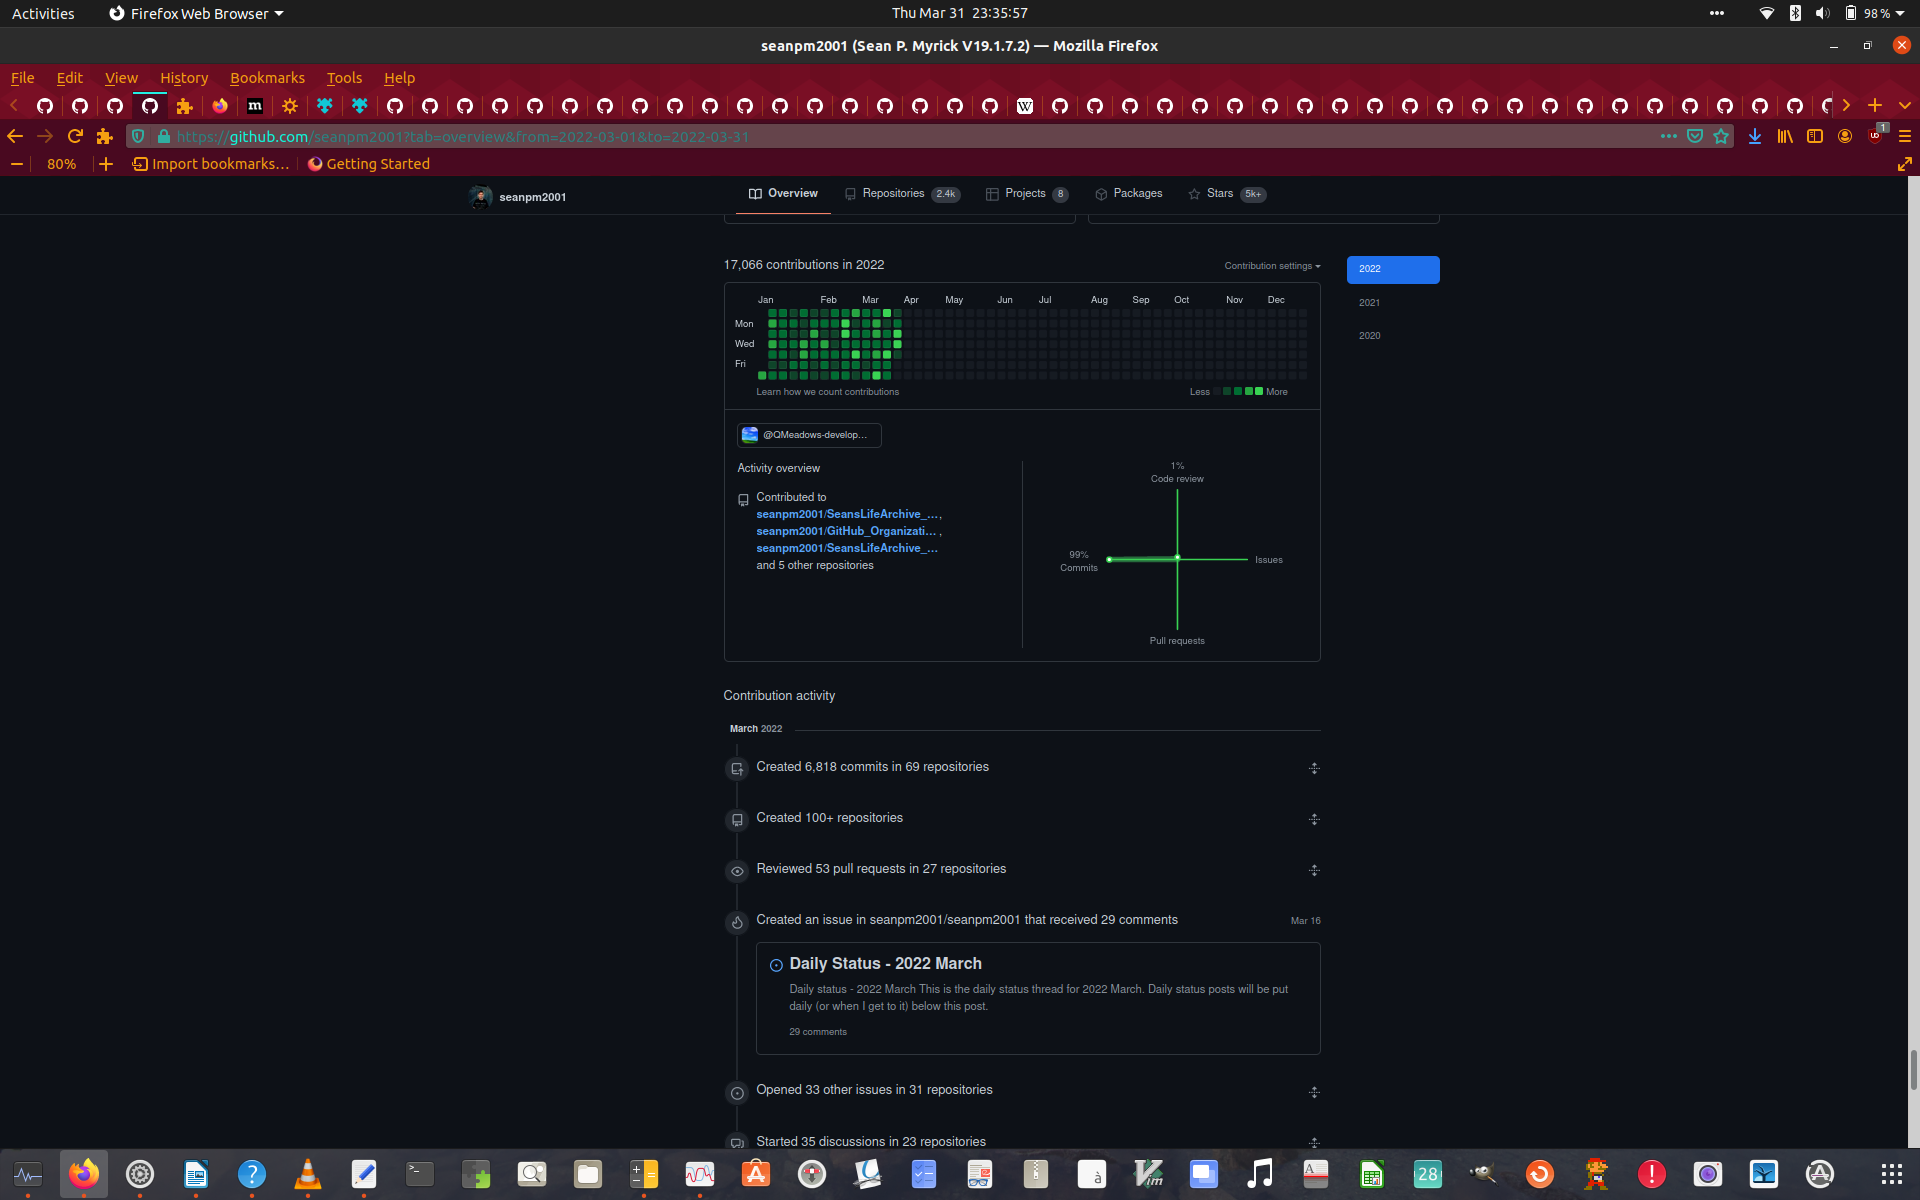 Activities
Firefox Web Browser
Thu Mar 31 23:35:57
98 %
seanpm2001 (Sean P. Myrick V19.1.7.2) — Mozilla Firefox
File Edit View History Bookmarks Tools Help
m
W
https://github.com/seanpm2001?tab=overview&from=2022-03-01&to=2022-03-31
1
80%
Import bookmarks...
Getting Started
seanpm2001
Overview
Repositories 2.4k
Projects 8
Packages
Stars 5k+
17,066 contributions in 2022
Contribution settings
2022
2021
2020
Jan Feb Mar Apr May Jun Jul Aug Sep Oct Nov Dec
Mon
Wed
Fri
Learn how we count contributions
Less More
@QMeadows-develop...
Activity overview
Contributed to
seanpm2001/SeansLifeArchive_... ,
seanpm2001/GitHub_Organizati... ,
seanpm2001/SeansLifeArchive_...
and 5 other repositories
1%
Code review
99%
Commits
Issues
Pull requests
Contribution activity
March 2022
Created 6,818 commits in 69 repositories
Created 100+ repositories
Reviewed 53 pull requests in 27 repositories
Created an issue in seanpm2001/seanpm2001 that received 29 comments
Mar 16
Daily Status - 2022 March
Daily status - 2022 March This is the daily status thread for 2022 March. Daily status posts will be put
daily (or when I get to it) below this post.
29 comments
Opened 33 other issues in 31 repositories
Started 35 discussions in 23 repositories
28